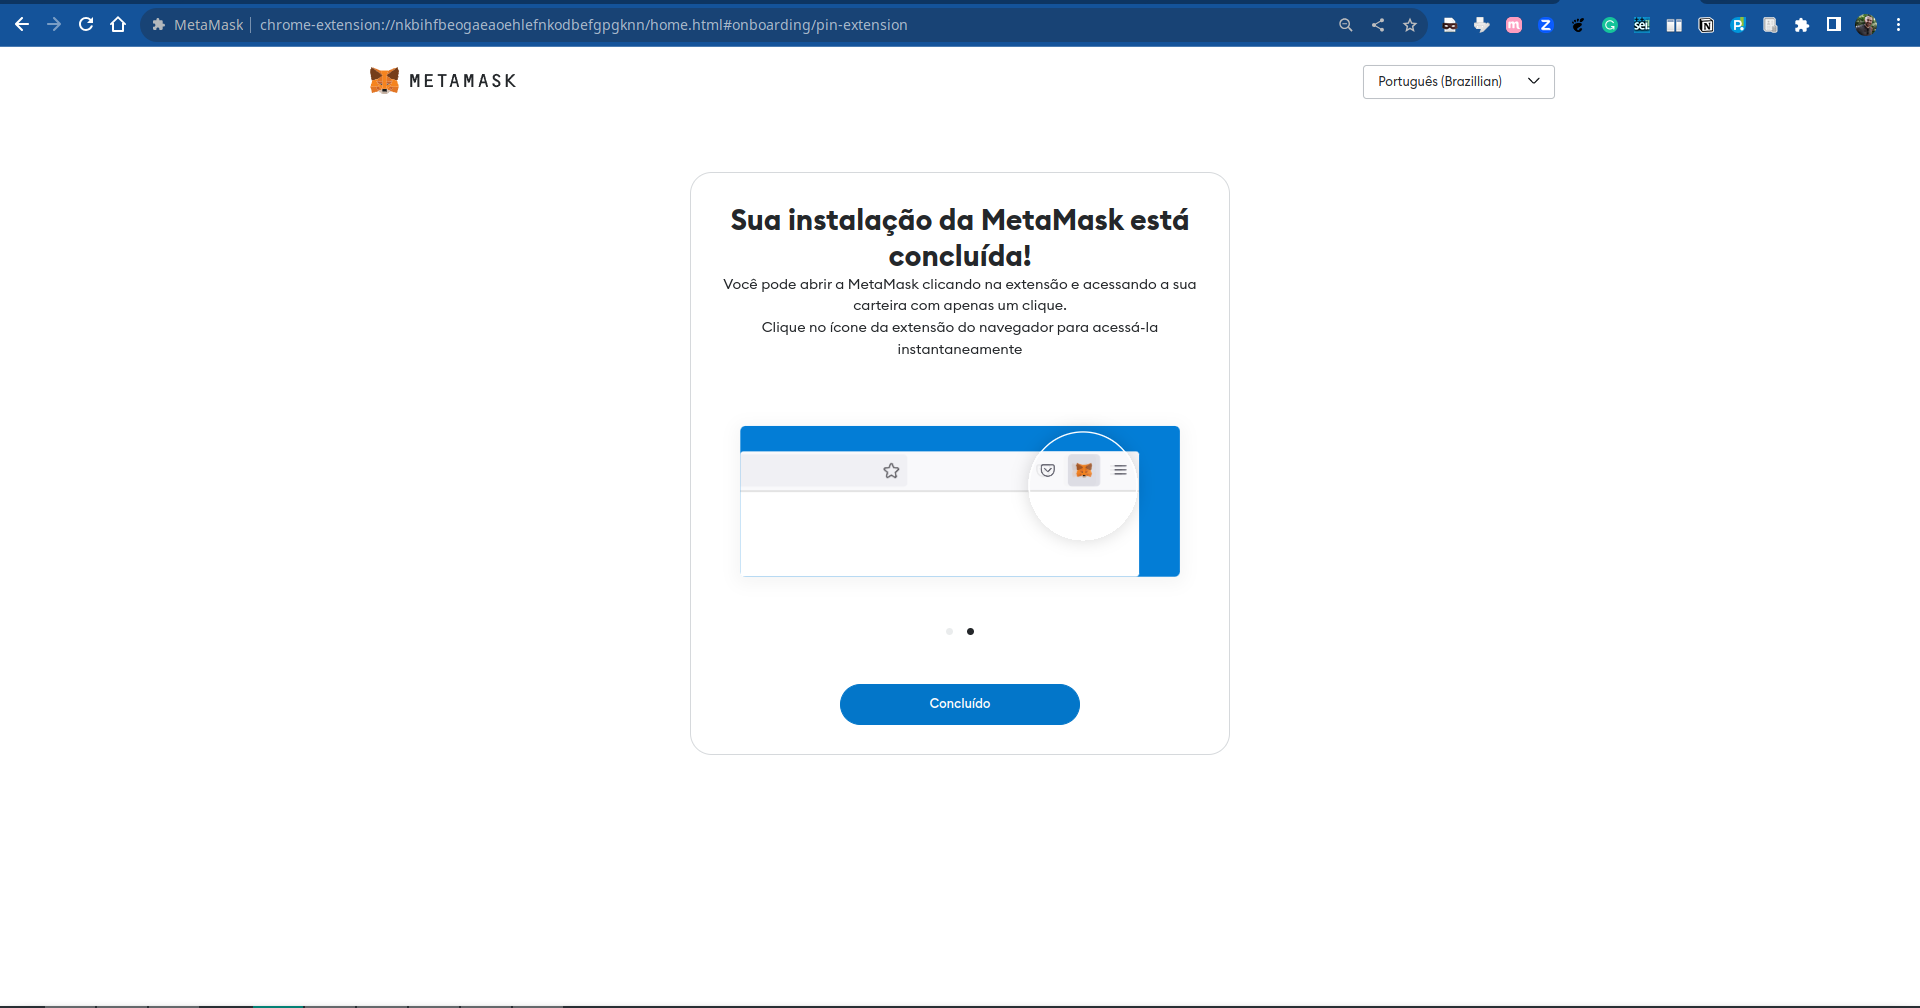 MetaMask
chrome-extension://nkbihfbeogaeaoehlefnkodbefgpgknn/home.html#onboarding/pin-extension
METAMASK
Português (Brazillian)
Sua instalação da MetaMask está
concluída!
Você pode abrir a MetaMask clicando na extensão e acessando a sua
carteira com apenas um clique.
Clique no ícone da extensão do navegador para acessá-la
instantaneamente
Concluído